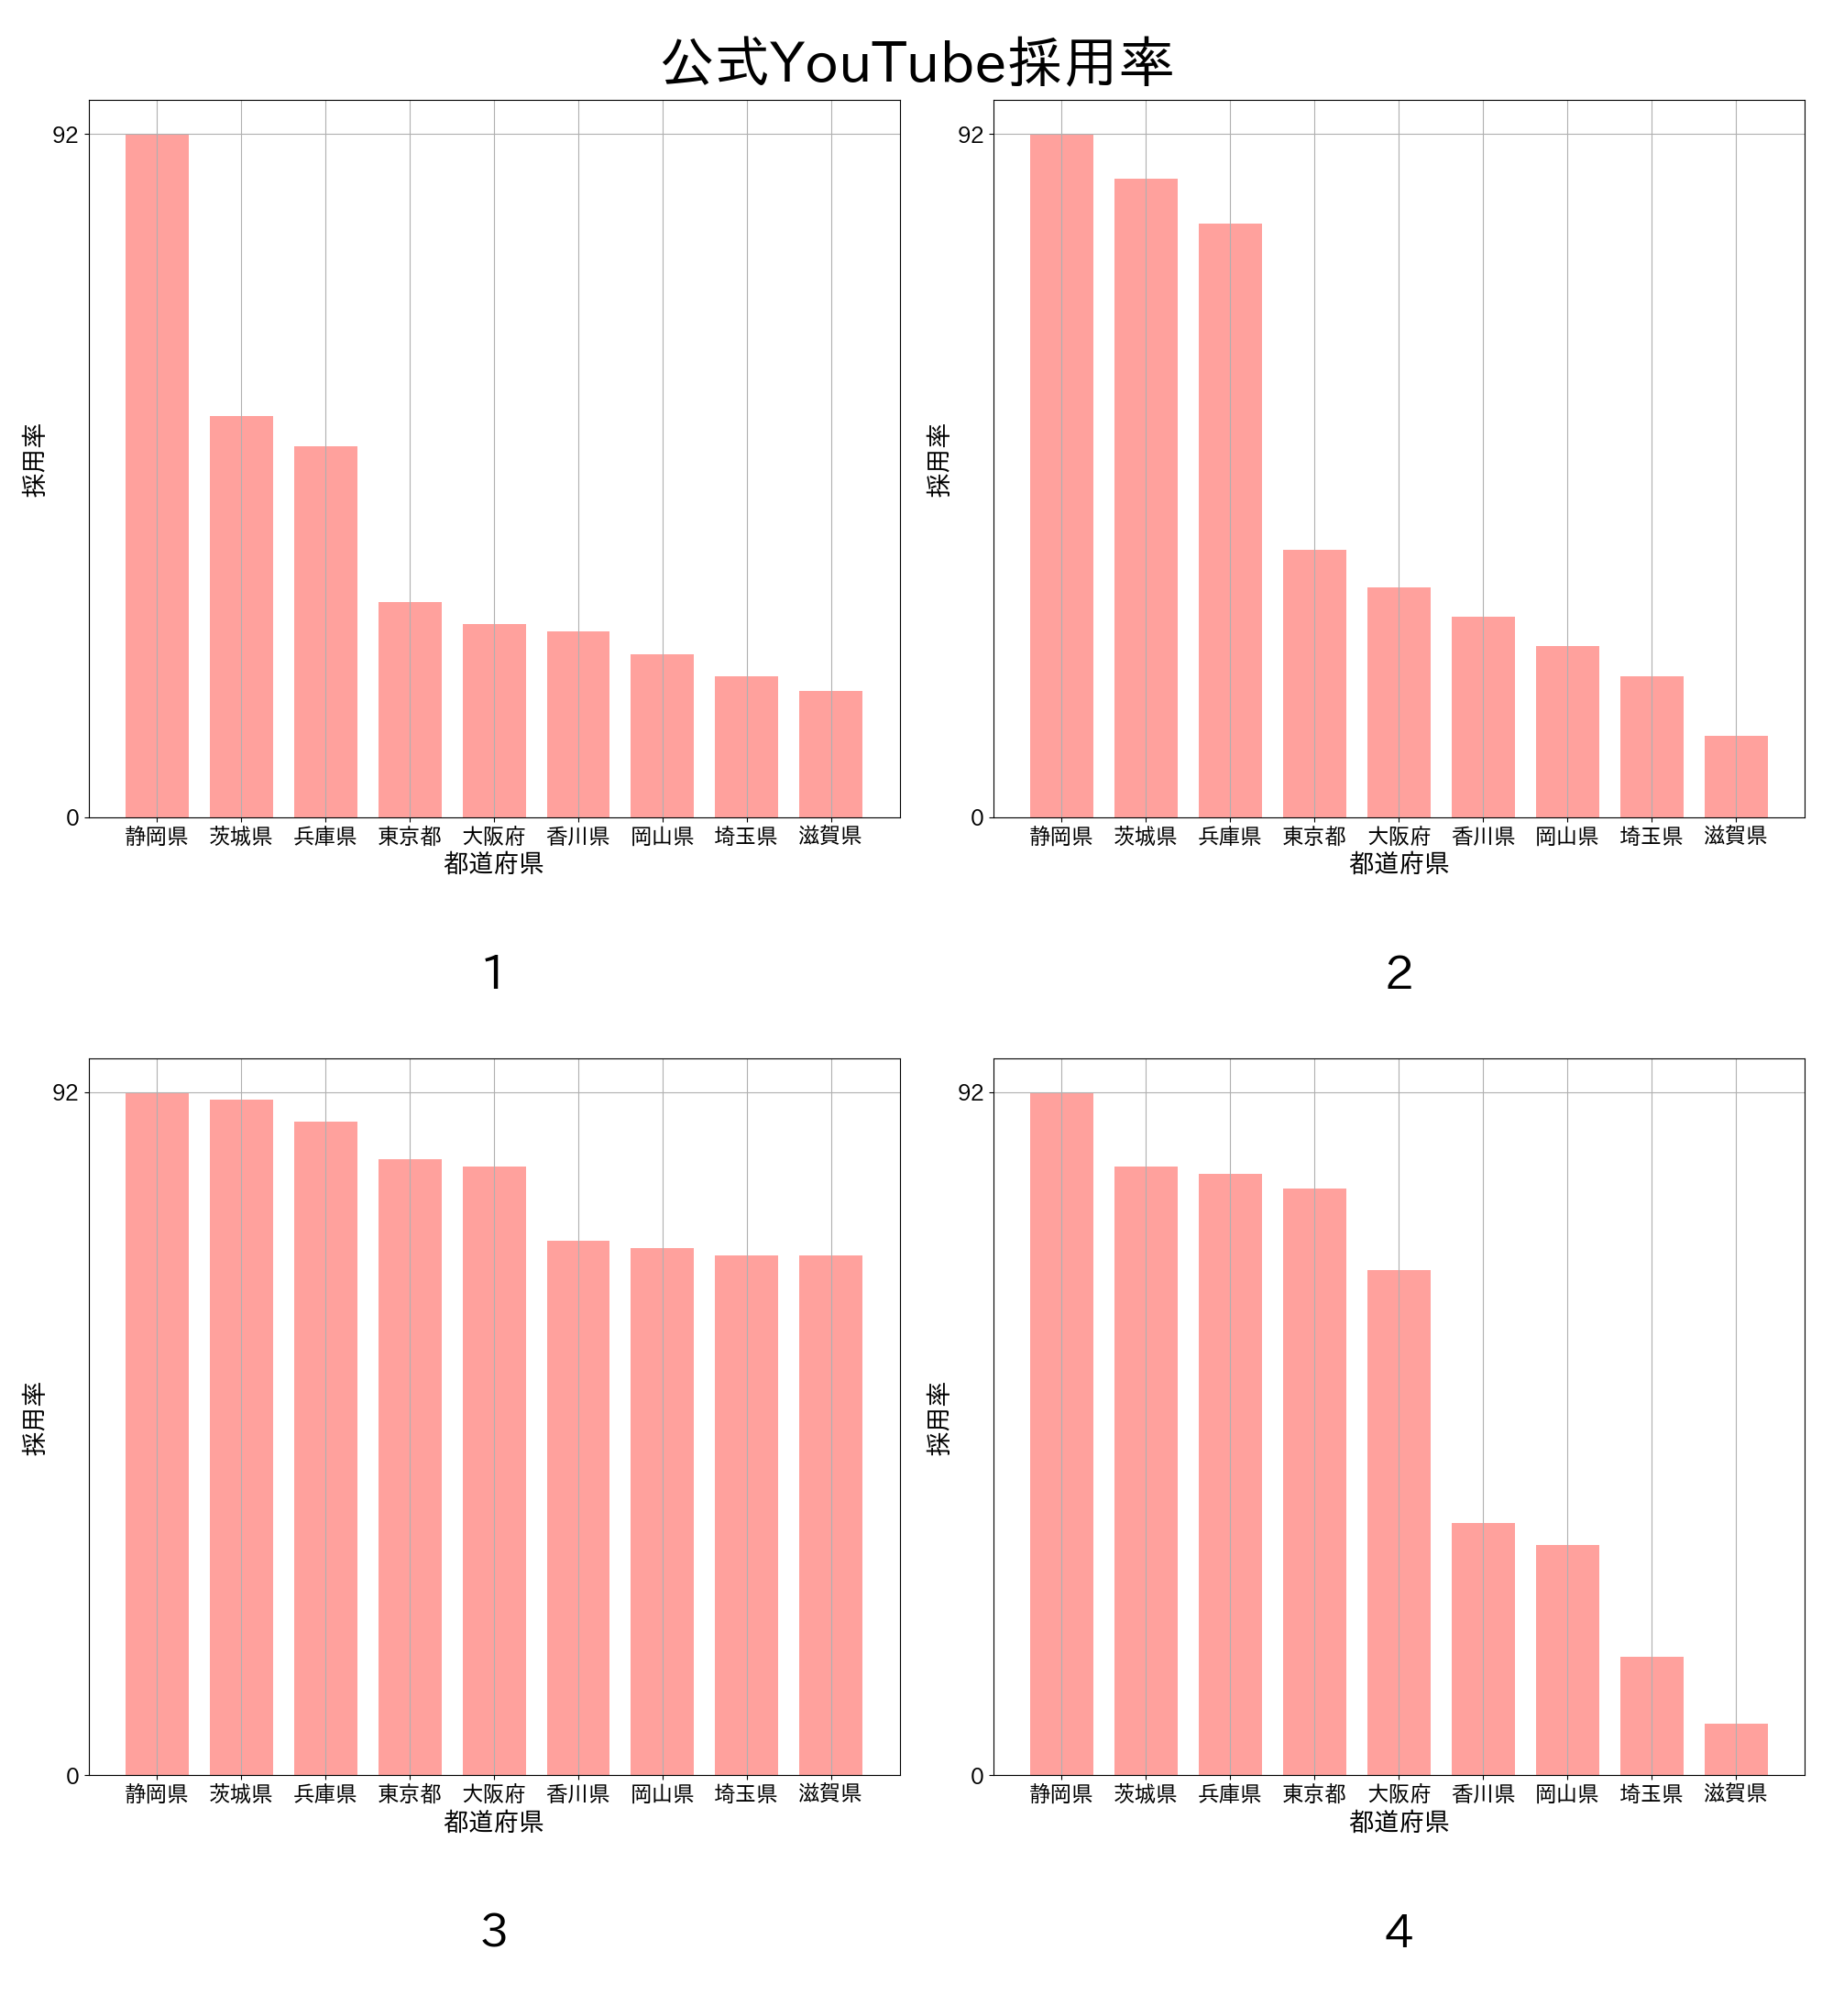 公式YouTube採用率
92
0
採用率
静岡県 茨城県 兵庫県 東京都 大阪府 香川県 岡山県 埼玉県 滋賀県
都道府県
1
92
0
採用率
静岡県 茨城県 兵庫県 東京都 大阪府 香川県 岡山県 埼玉県 滋賀県
都道府県
2
92
0
採用率
静岡県 茨城県 兵庫県 東京都 大阪府 香川県 岡山県 埼玉県 滋賀県
都道府県
3
92
0
採用率
静岡県 茨城県 兵庫県 東京都 大阪府 香川県 岡山県 埼玉県 滋賀県
都道府県
4